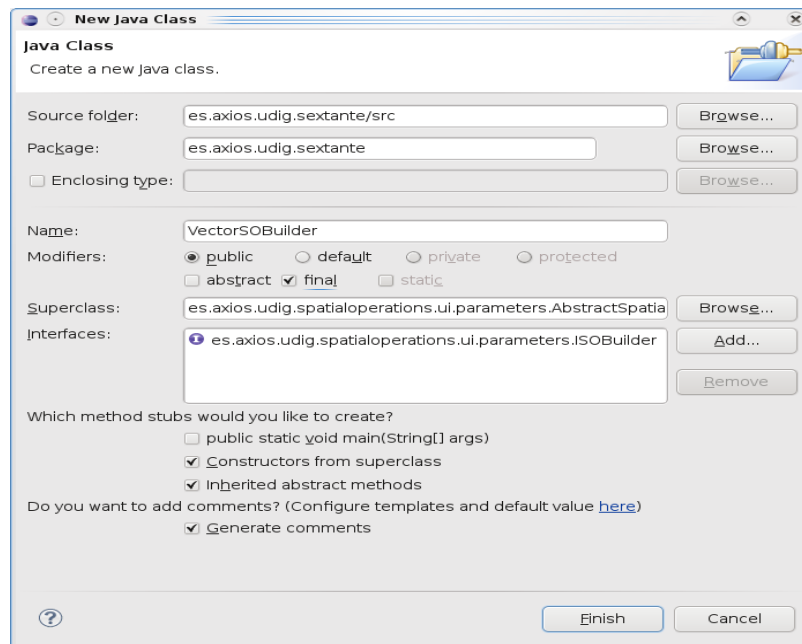 New Java Class
Java Class
Create a new Java class.
Source folder: es.axios.udig.sextante/src Browse...
Package: es.axios.udig.sextante Browse...
Enclosing type: Browse...
Name: VectorSOBuilder
Modifiers: public default private protected
abstract final static
Superclass: es.axios.udig.spatialoperations.ui.parameters.AbstractSpatia Browse...
Interfaces: es.axios.udig.spatialoperations.ui.parameters.ISOBuilder Add...
Remove
Which method stubs would you like to create?
public static void main(String[] args)
Constructors from superclass
Inherited abstract methods
Do you want to add comments? (Configure templates and default value here)
Generate comments
? Finish Cancel